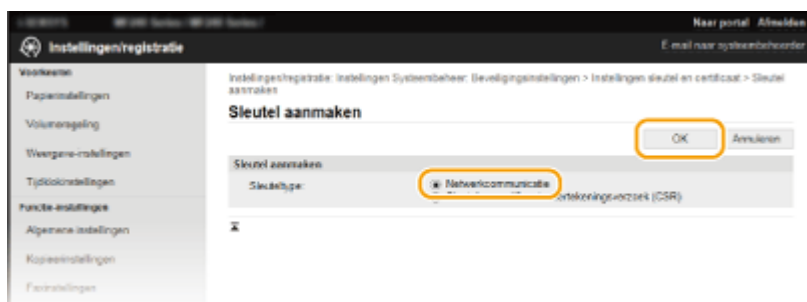 Naar portal Afmelden
Instellingen/registratie
E-mail naar systeembeheerder
Voorkeuren
Papierinstellingen
Volumeregeling
Weergave-instellingen
Tijdklokinstellingen
Functie-instellingen
Algemene instellingen
Kopieerinstellingen
Faxinstellingen
Instellingen/registratie: Instellingen Systeembeheer: Beveiligingsinstellingen > Instellingen sleutel en certificaat > Sleutel
aanmaken
Sleutel aanmaken
OK Annuleren
Sleutel aanmaken
Sleuteltype: Netwerkcommunicatie
ertekeningsverzoek (CSR)